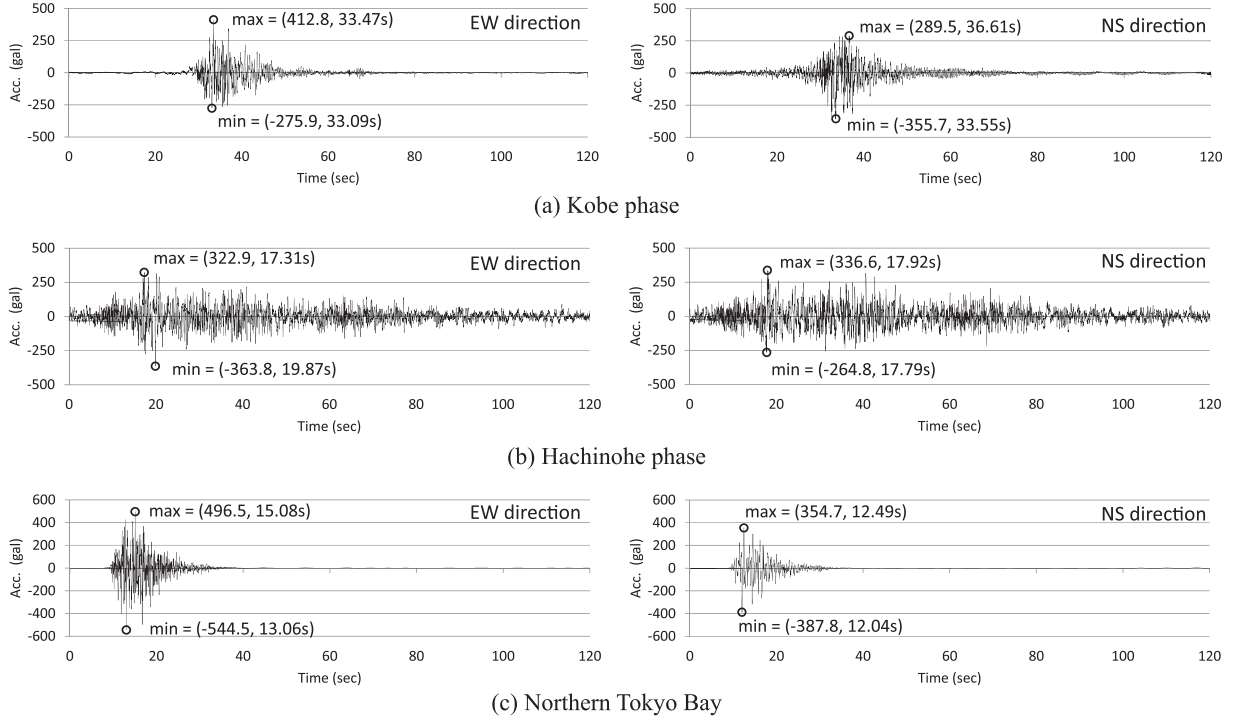 max = (412.8, 33.47s)
EW direction
500
250
0
-250
-500
Acc. (gal)
min = (-275.9, 33.09s)
0 20 40 60 80 100 120
Time (sec)
max = (289.5, 36.61s)
NS direction
500
250
0
-250
-500
Acc. (gal)
min = (-355.7, 33.55s)
0 20 40 60 80 100 120
Time (sec)
(a) Kobe phase
max = (322.9, 17.31s)
EW direction
500
250
0
-250
-500
Acc. (gal)
min = (-363.8, 19.87s)
0 20 40 60 80 100 120
Time (sec)
max = (336.6, 17.92s)
NS direction
500
250
0
-250
-500
Acc. (gal)
min = (-264.8, 17.79s)
0 20 40 60 80 100 120
Time (sec)
(b) Hachinohe phase
max = (496.5, 15.08s)
EW direction
600
400
200
0
-200
-400
-600
Acc. (gal)
min = (-544.5, 13.06s)
0 20 40 60 80 100 120
Time (sec)
max = (354.7, 12.49s)
NS direction
600
400
200
0
-200
-400
-600
Acc. (gal)
min = (-387.8, 12.04s)
0 20 40 60 80 100 120
Time (sec)
(c) Northern Tokyo Bay